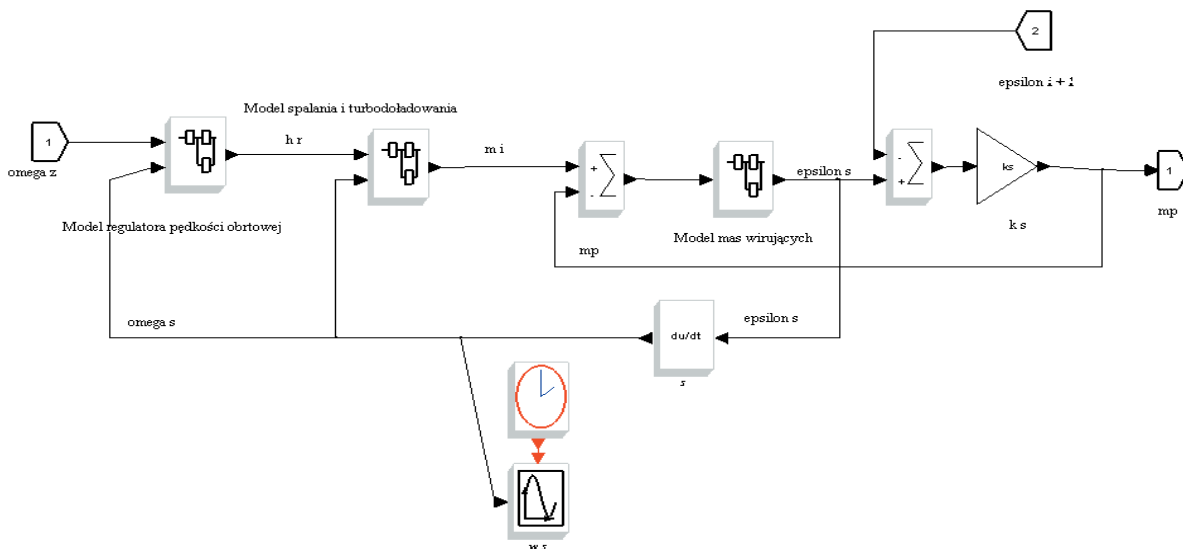 2
epsilon i + 1
Model spalania i turbodoładowania
1
h r
m i
omega z
+
-
epsilon s
-
+
ks
1
mp
Model regulatora pędkości obrtowej
Model mas wirujących
k s
mp
omega s
epsilon s
du/dt
s
w s